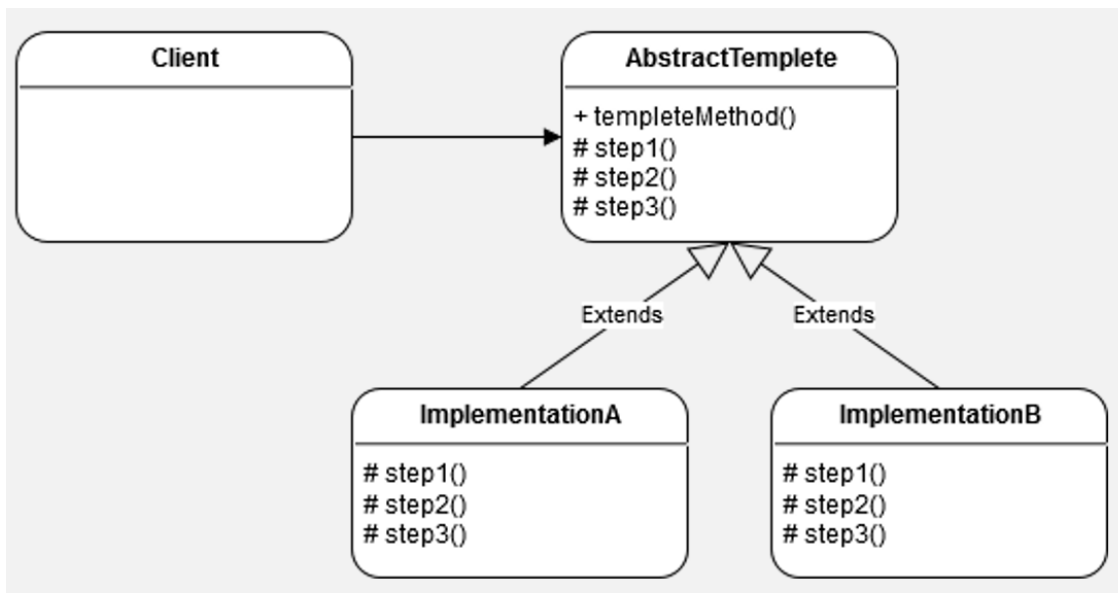 Client
AbstractTemplete
+ templeteMethod()
# step1()
# step2()
# step3()
Extends
Extends
ImplementationA
# step1()
# step2()
# step3()
ImplementationB
# step1()
# step2()
# step3()